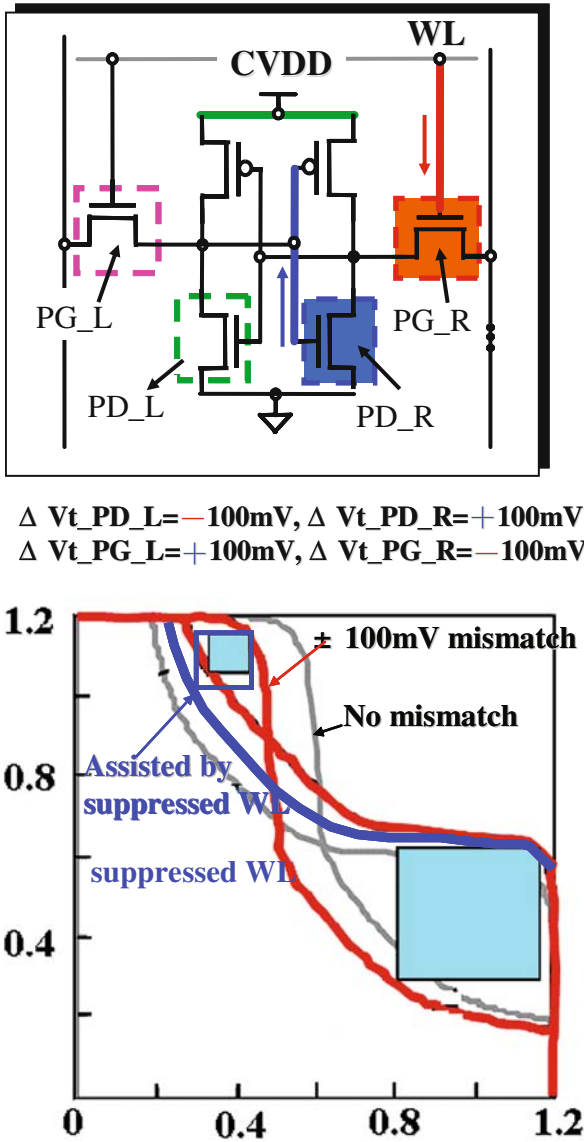 WL
CVDD
PG_L
PG_R
PD_L
PD_R
Δ Vt_PD_L=−100mV, Δ Vt_PD_R=+100mV
Δ Vt_PG_L=+100mV, Δ Vt_PG_R=−100mV
1.2
± 100mV mismatch
No mismatch
0.8
Assisted by
suppressed WL
suppressed WL
0.4
0
0.4
0.8
1.2